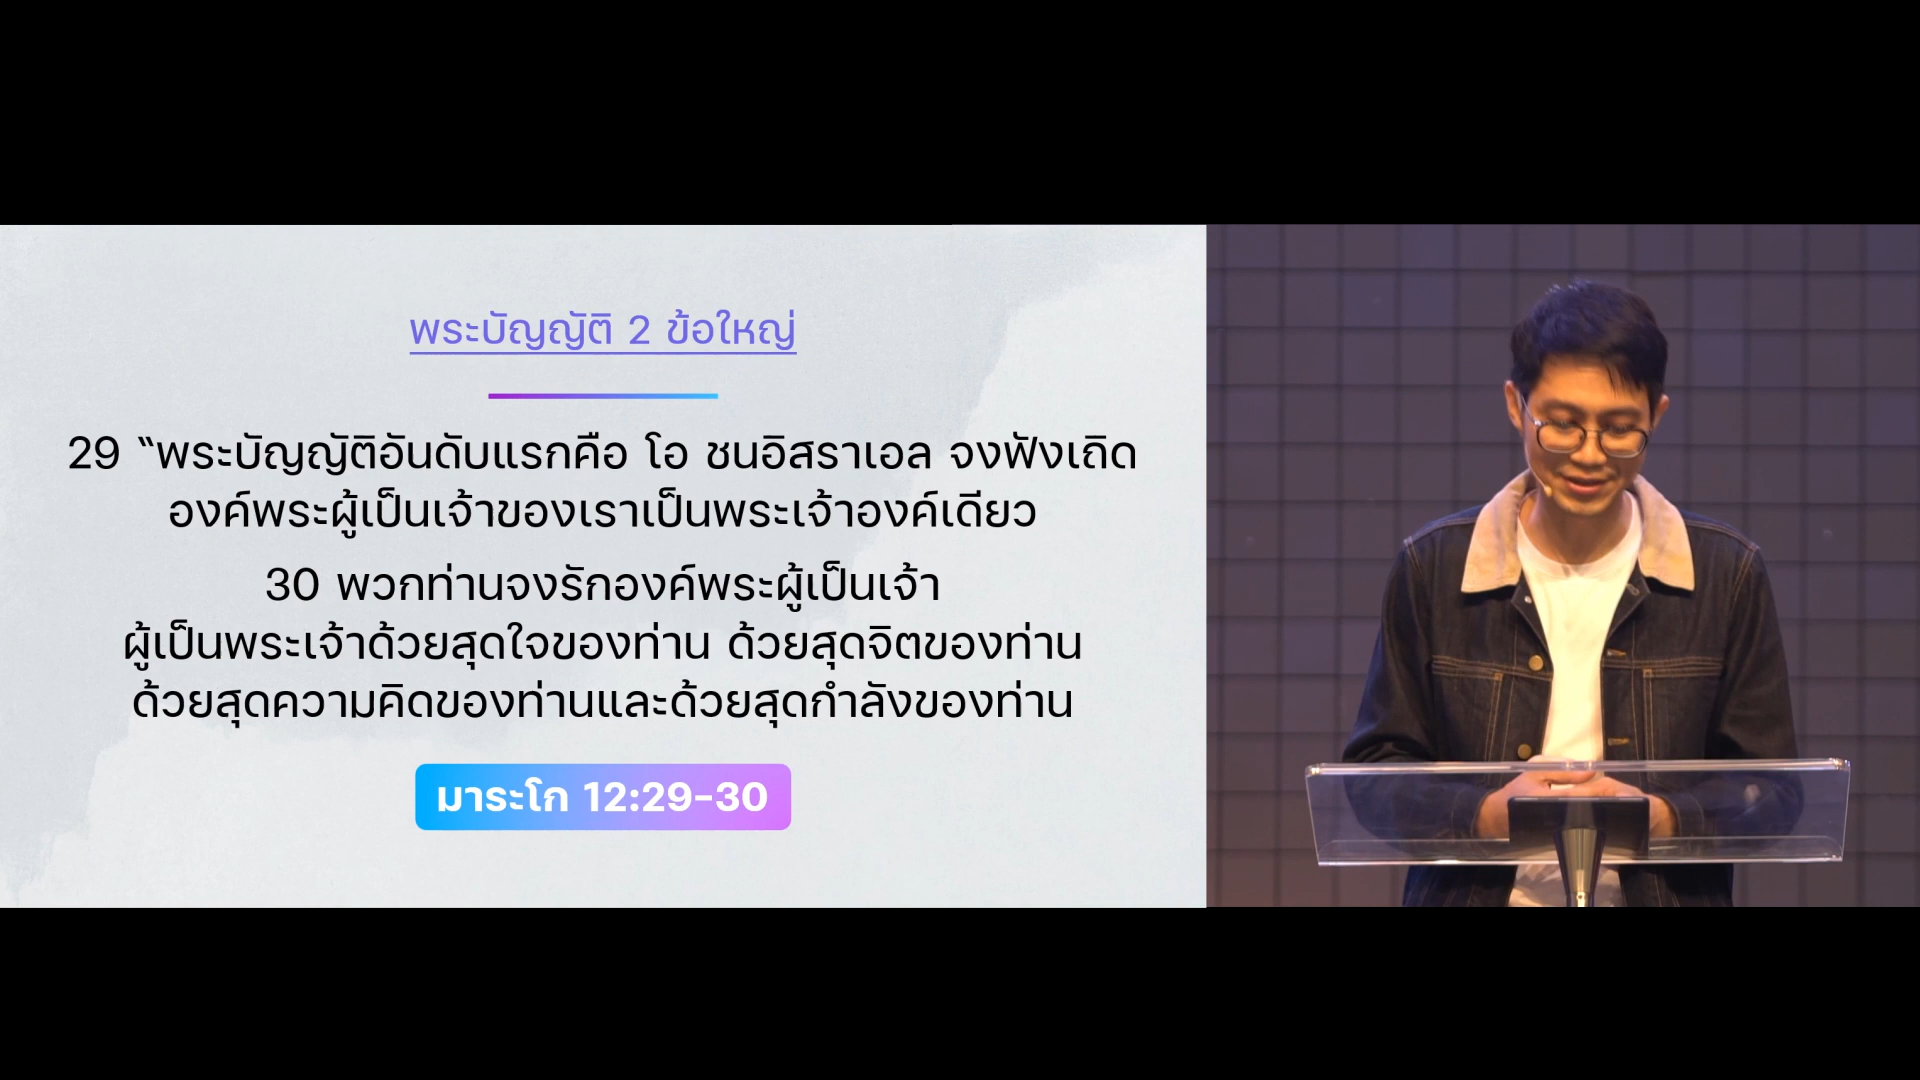 พระบัญญัติ 2 ข้อใหญ่
29 “พระบัญญัติอันดับแรกคือ โอ ชนอิสราเอล จงฟังเถิด
องค์พระผู้เป็นเจ้าของเราเป็นพระเจ้าองค์เดียว
30 พวกท่านจงรักองค์พระผู้เป็นเจ้า
ผู้เป็นพระเจ้าด้วยสุดใจของท่าน ด้วยสุดจิตของท่าน
ด้วยสุดความคิดของท่านและด้วยสุดกำลังของท่าน
มาระโก 12:29-30